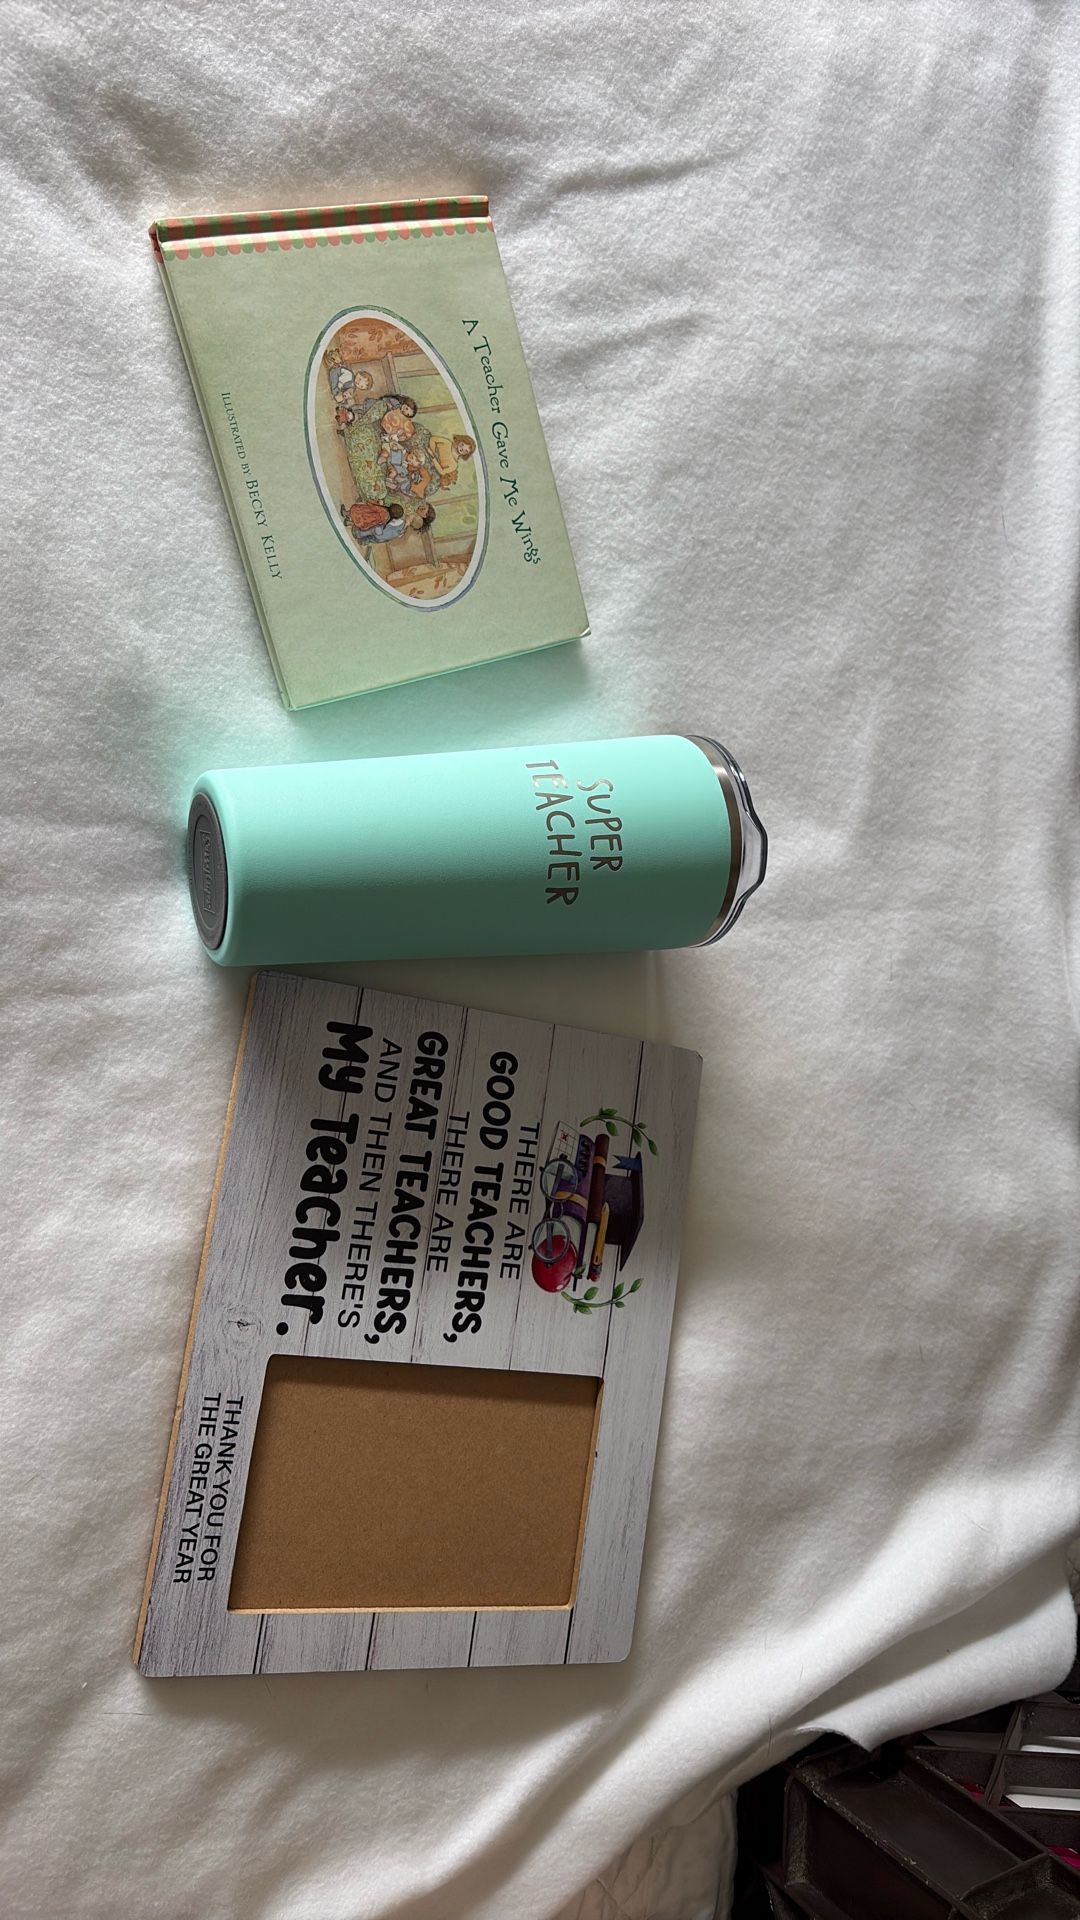 A Teacher Gave Me Wings
ILLUSTRATED BY BECKY KELLY
SUPER
TEACHER
THERE ARE
GOOD TEACHERS,
THERE ARE
GREAT TEACHERS,
AND THEN THERE'S
My Teacher.
THANK YOU FOR
THE GREAT YEAR